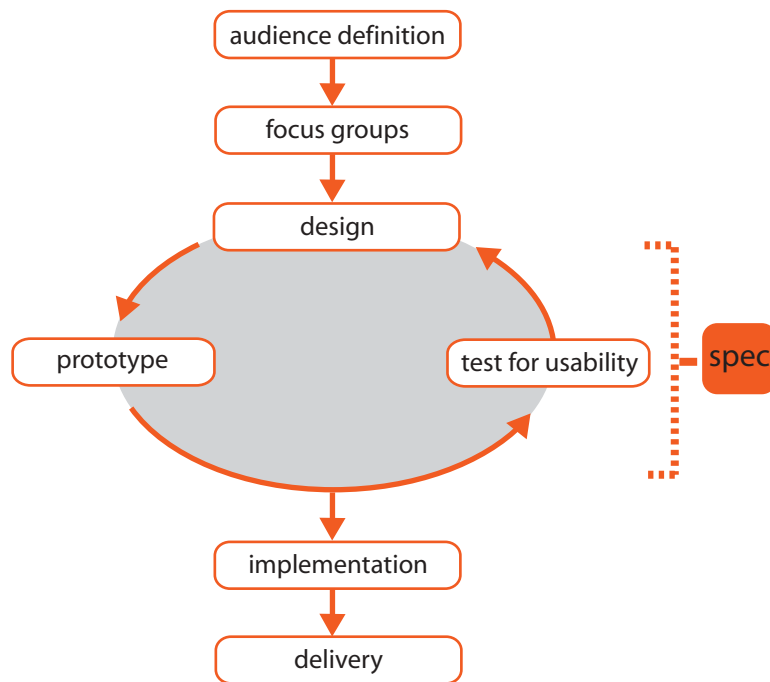 audience definition
focus groups
design
prototype
test for usability
spec
implementation
delivery